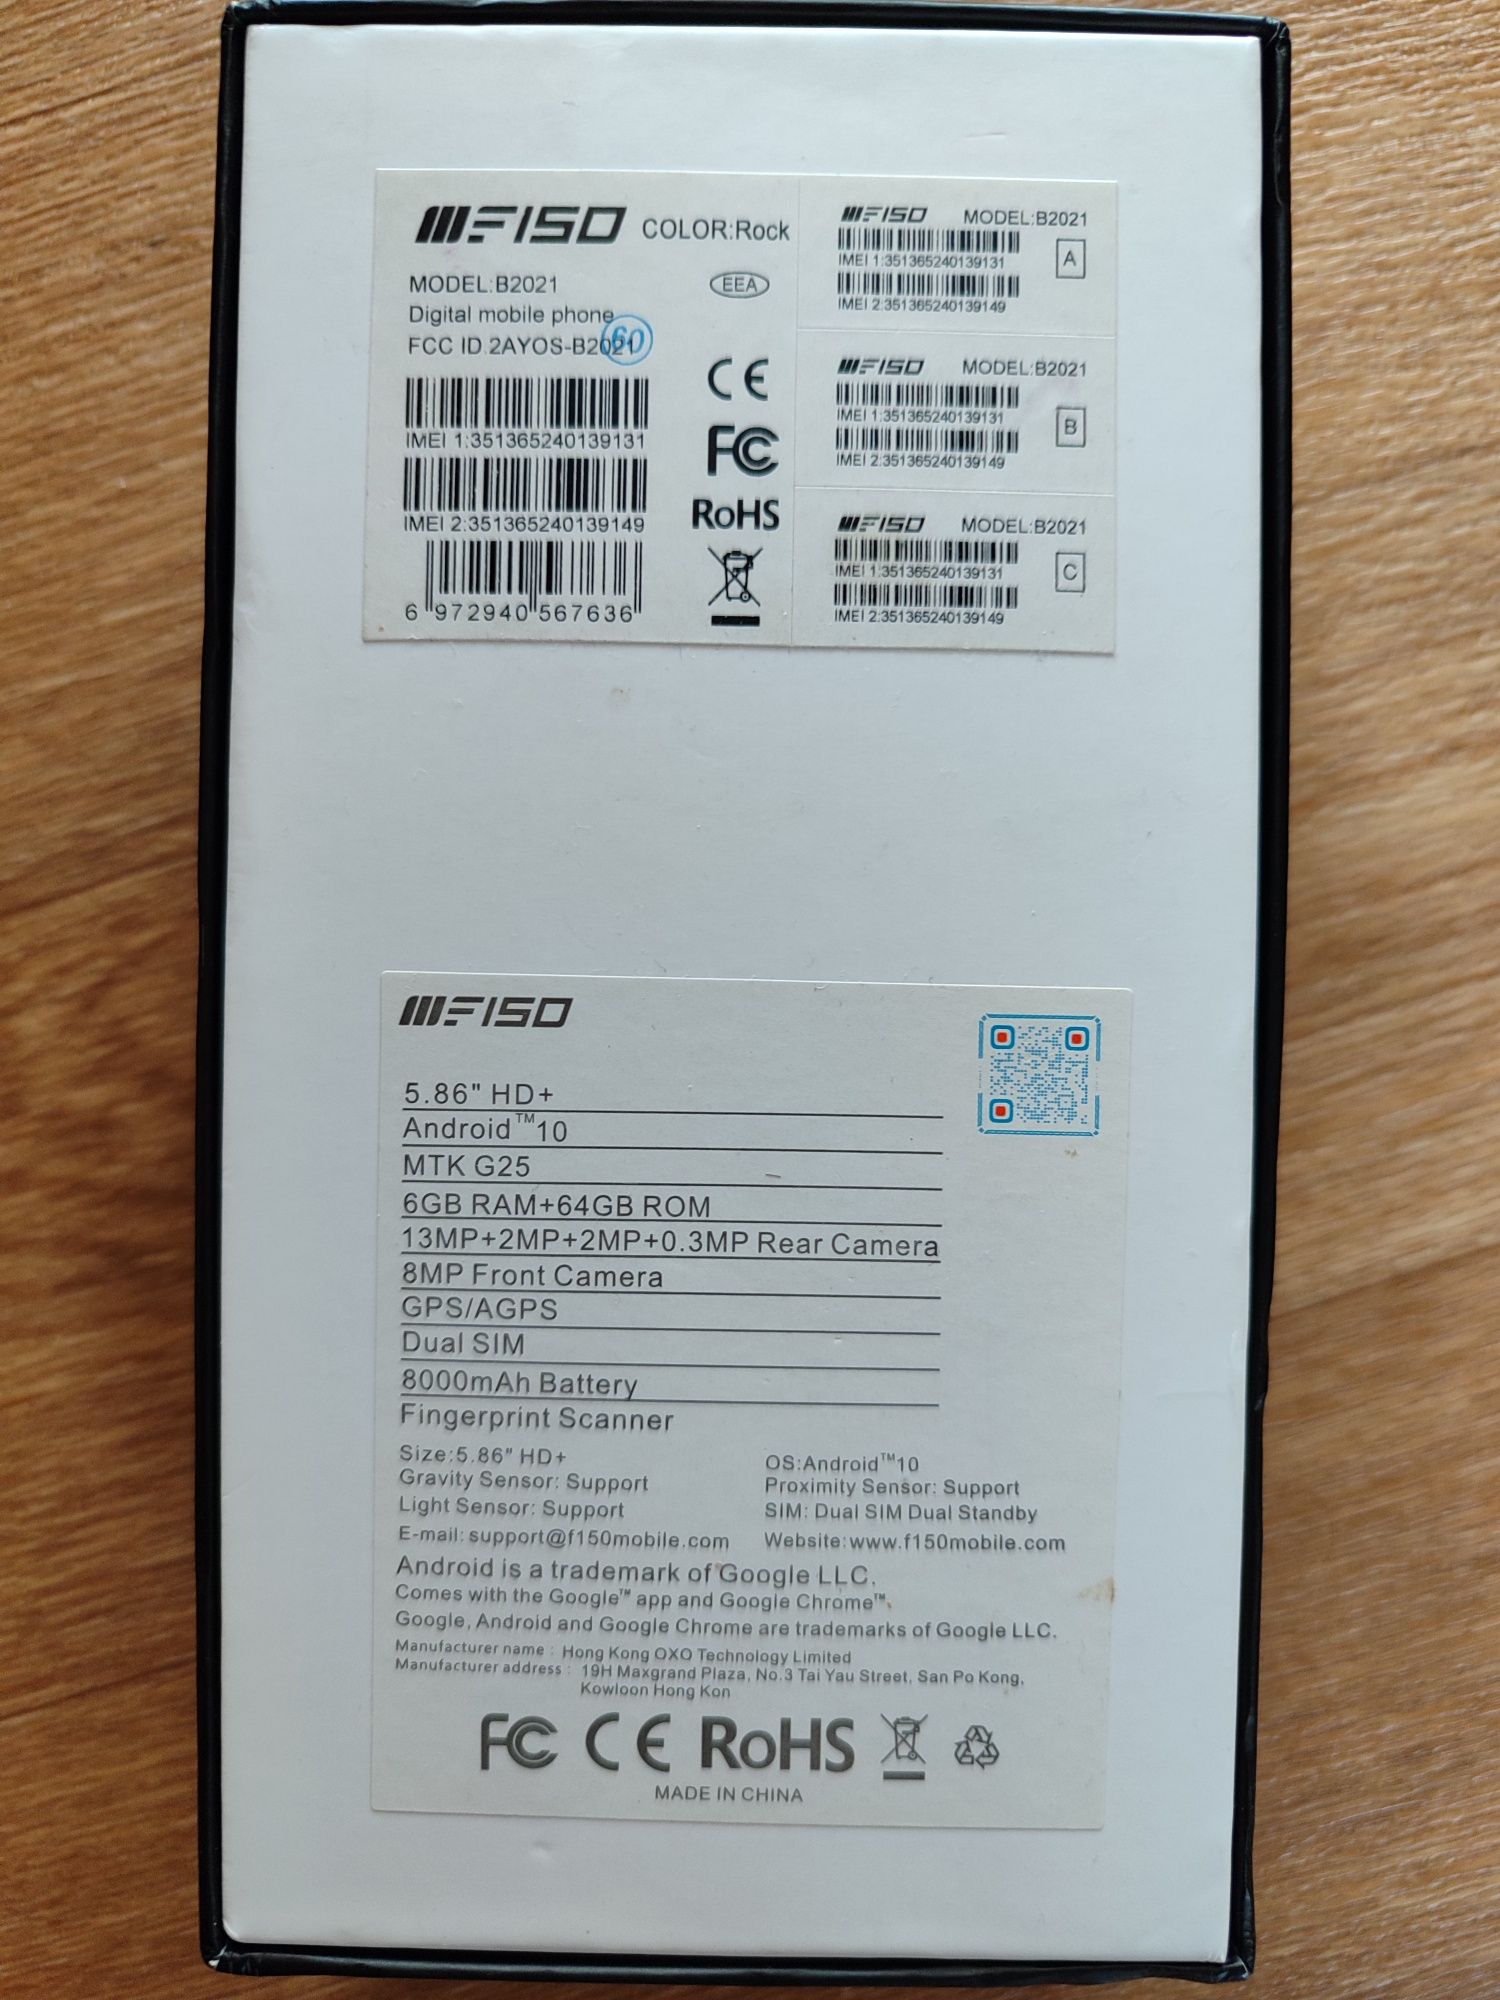 F150 COLOR:Rock
MODEL:B2021
EEA
Digital mobile phone
60
FCC ID 2AYOS-B2021
CE
IMEI 1:351365240139131
FC
IMEI 2:351365240139149
RoHS
6 972940 567636
F150 MODEL:B2021
IMEI 1:351365240139131
A
IMEI 2:351365240139149
F150 MODEL:B2021
IMEI 1:351365240139131
B
IMEI 2:351365240139149
F150 MODEL:B2021
IMEI 1:351365240139131
C
IMEI 2:351365240139149
F150
5.86" HD+
Android™10
MTK G25
6GB RAM+64GB ROM
13MP+2MP+2MP+0.3MP Rear Camera
8MP Front Camera
GPS/AGPS
Dual SIM
8000mAh Battery
Fingerprint Scanner
Size:5.86" HD+ OS:Android™10
Gravity Sensor: Support Proximity Sensor: Support
Light Sensor: Support SIM: Dual SIM Dual Standby
E-mail: support@f150mobile.com Website:www.f150mobile.com
Android is a trademark of Google LLC.
Comes with the Google™ app and Google Chrome™.
Google, Android and Google Chrome are trademarks of Google LLC.
Manufacturer name : Hong Kong OXO Technology Limited
Manufacturer address : 19H Maxgrand Plaza, No.3 Tai Yau Street, San Po Kong,
Kowloon Hong Kon
FC CE RoHS
MADE IN CHINA